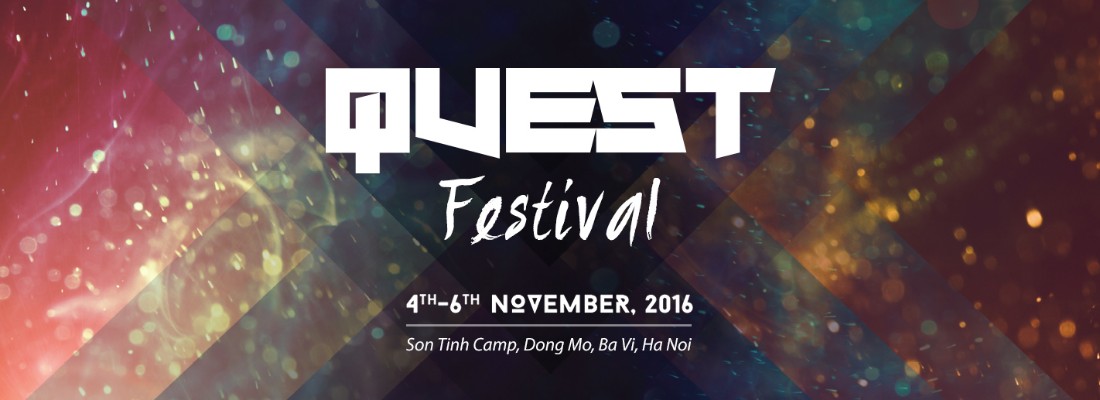 QUEST
Festival
4TH-6TH NOVEMBER, 2016
Son Tinh Camp, Dong Mo, Ba Vi, Ha Noi